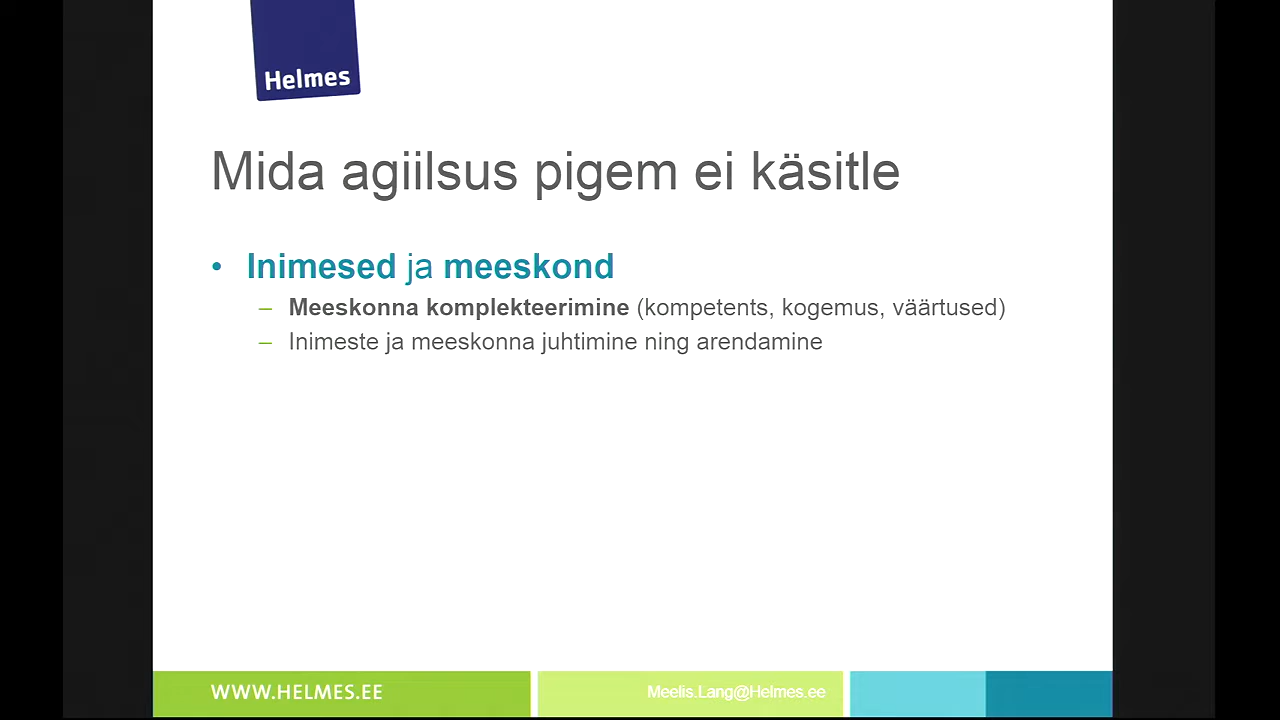 Helmes
Mida agiilsus pigem ei käsitle
• Inimesed ja meeskond
– Meeskonna komplekteerimine (kompetents, kogemus, väärtused)
– Inimeste ja meeskonna juhtimine ning arendamine
WWW.HELMES.EE
Meelis.Lang@Helmes.ee